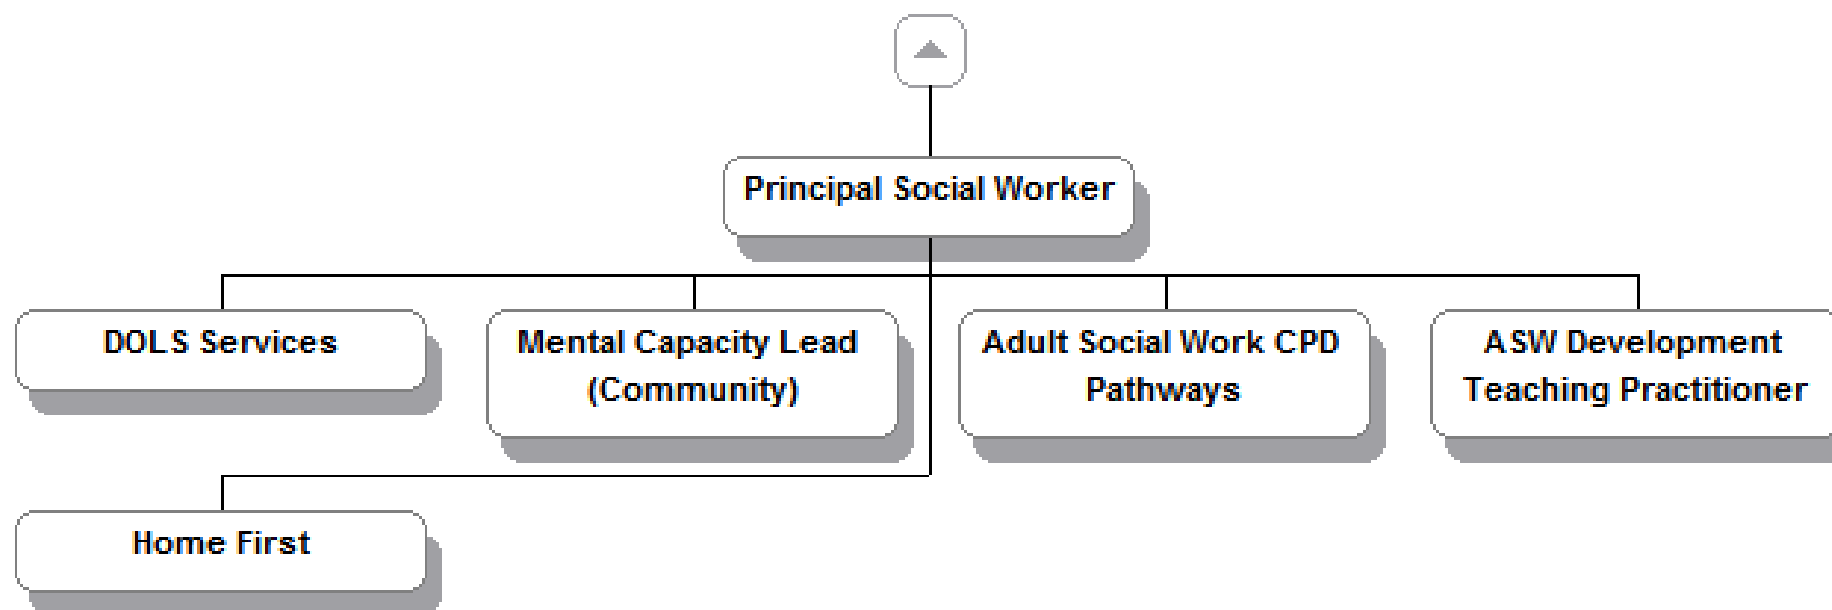 Principal Social Worker
DOLS Services
Mental Capacity Lead
(Community)
Adult Social Work CPD
Pathways
ASW Development
Teaching Practitioner
Home First